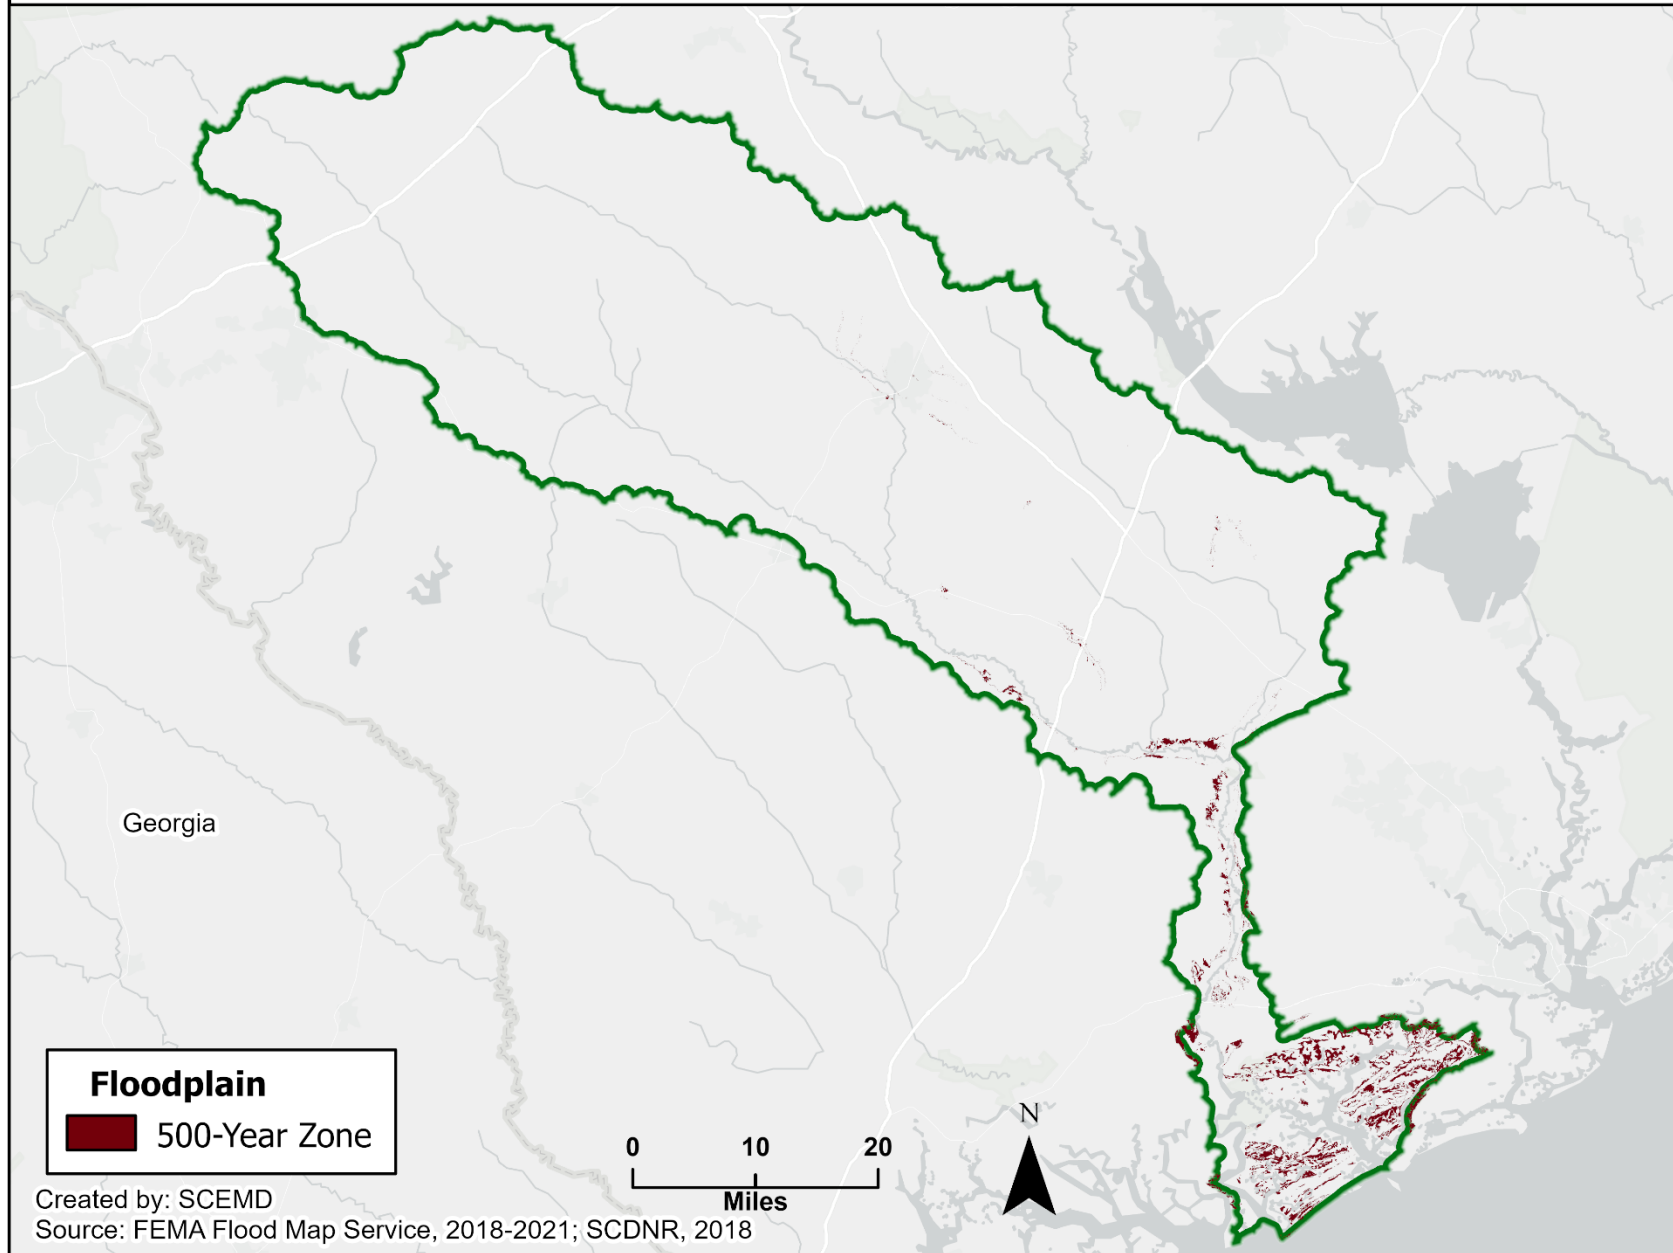 Georgia
Floodplain
500-Year Zone
0 10 20
Miles
N
Created by: SCEMD
Source: FEMA Flood Map Service, 2018-2021; SCDNR, 2018